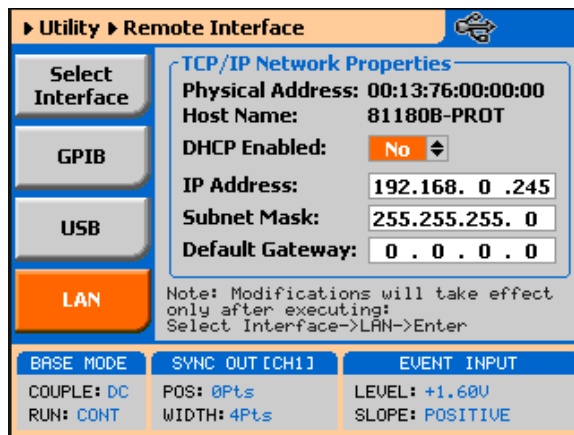 ▶ Utility ▶ Remote Interface
Select
Interface
GPIB
USB
LAN
TCP/IP Network Properties
Physical Address: 00:13:76:00:00:00
Host Name: 81180B-PROT
DHCP Enabled: No
IP Address: 192.168. 0 .245
Subnet Mask: 255.255.255. 0
Default Gateway: 0 . 0 . 0 . 0
Note: Modifications will take effect
only after executing:
Select Interface->LAN->Enter
BASE MODE
COUPLE: DC
RUN: CONT
SYNC OUT [CH1]
POS: 0Pts
WIDTH: 4Pts
EVENT INPUT
LEVEL: +1.60V
SLOPE: POSITIVE